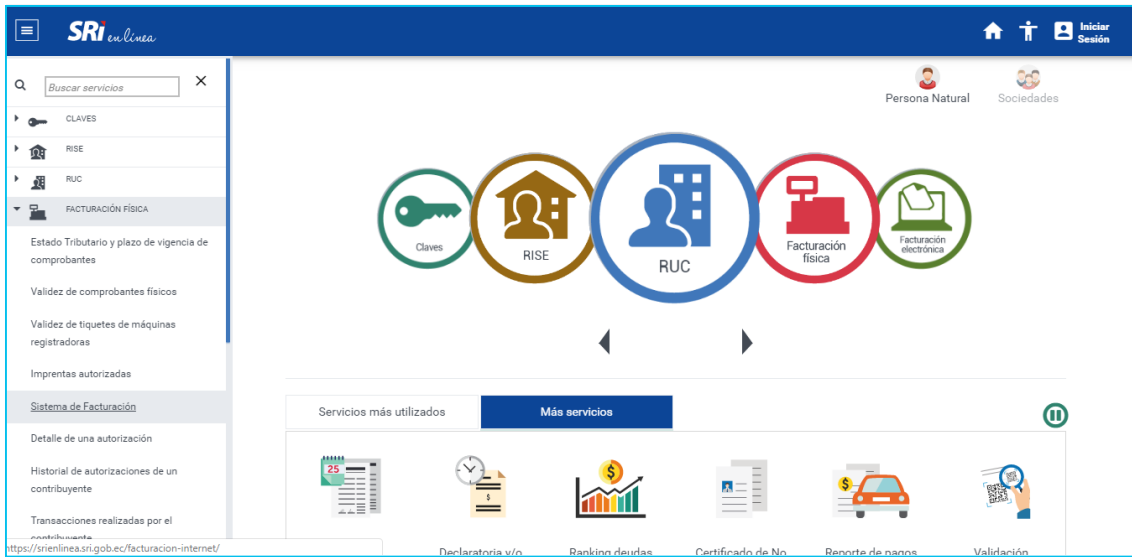 SRi en línea
Iniciar
Sesión
Buscar servicios
CLAVES
RISE
RUC
FACTURACIÓN FÍSICA
Estado Tributario y plazo de vigencia de
comprobantes
Validez de comprobantes físicos
Validez de tiquetes de máquinas
registradoras
Imprentas autorizadas
Sistema de Facturación
Detalle de una autorización
Historial de autorizaciones de un
contribuyente
Transacciones realizadas por el
contribuyente
https://srienlinea.sri.gob.ec/facturacion-internet/
Persona Natural
Sociedades
Claves
RISE
RUC
Facturación
física
Facturación
electrónica
Servicios más utilizados
Más servicios
25
$
$
$
Declaratoria y/o
Ranking deudas
Certificado de No
Reporte de pagos
Validación